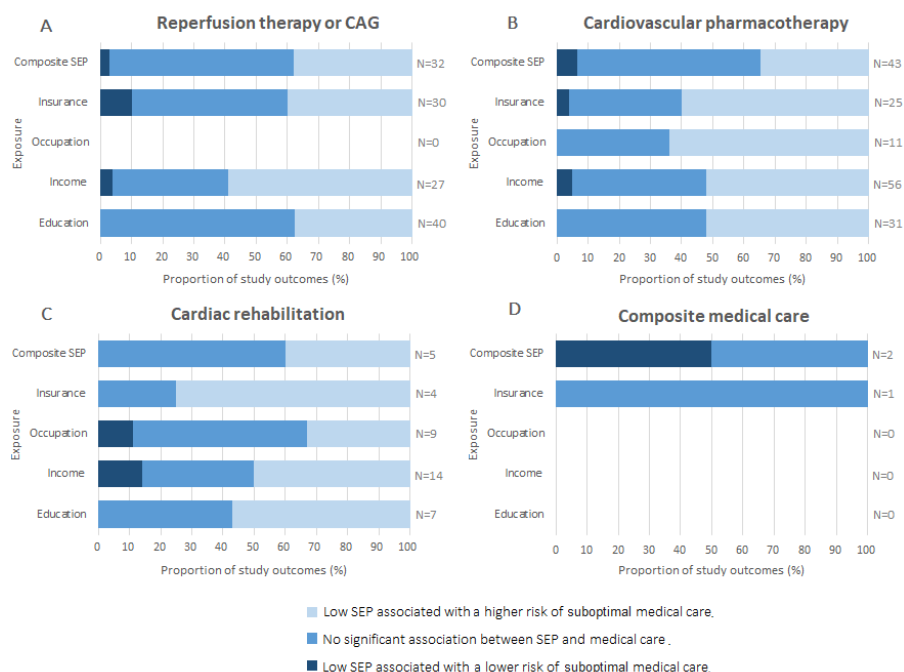 A
Reperfusion therapy or CAG
Exposure
Composite SEP
N=32
Insurance
N=30
Occupation
N=0
Income
N=27
Education
N=40
0 10 20 30 40 50 60 70 80 90 100
Proportion of study outcomes (%)
B
Cardiovascular pharmacotherapy
Exposure
Composite SEP
N=43
Insurance
N=25
Occupation
N=11
Income
N=56
Education
N=31
0 10 20 30 40 50 60 70 80 90 100
Proportion of study outcomes (%)
C
Cardiac rehabilitation
Exposure
Composite SEP
N=5
Insurance
N=4
Occupation
N=9
Income
N=14
Education
N=7
0 10 20 30 40 50 60 70 80 90 100
Proportion of study outcomes (%)
D
Composite medical care
Exposure
Composite SEP
N=2
Insurance
N=1
Occupation
N=0
Income
N=0
Education
N=0
0 10 20 30 40 50 60 70 80 90 100
Proportion of study outcomes (%)
Low SEP associated with a higher risk of suboptimal medical care.
No significant association between SEP and medical care .
Low SEP associated with a lower risk of suboptimal medical care.